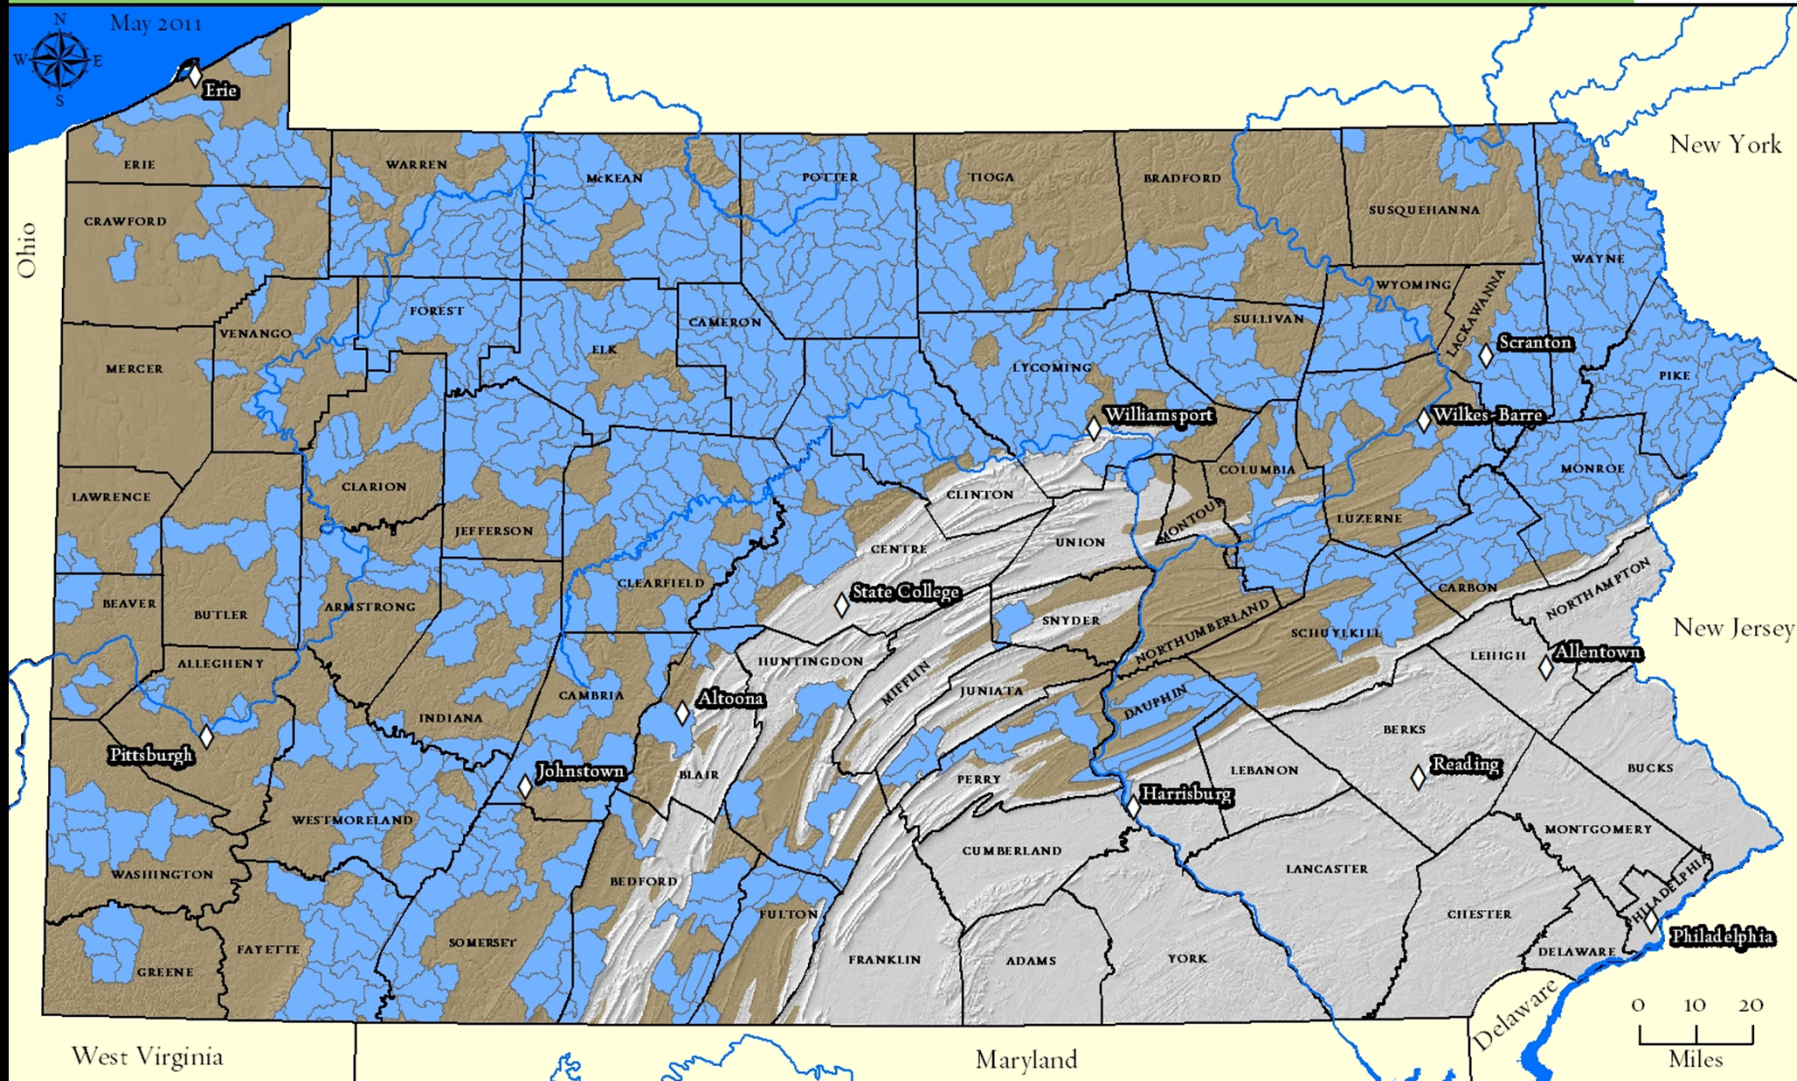 May 2011
N
W
E
S
Erie
New York
Ohio
ERIE
WARREN
McKEAN
POTTER
TIOGA
BRADFORD
SUSQUEHANNA
CRAWFORD
WAYNE
WYOMING
LACKAWANNA
FOREST
VENANGO
CAMERON
SULLIVAN
ELK
Scranton
MERCER
LYCOMING
PIKE
Williamsport
Wilkes-Barre
COLUMBIA
MONROE
LAWRENCE
CLARION
CLINTON
MONTOUR
LUZERNE
JEFFERSON
CENTRE
UNION
CLEARFIELD
CARBON
NORTHAMPTON
State College
BEAVER
BUTLER
ARMSTRONG
SNYDER
NORTHUMBERLAND
SCHUYLKILL
New Jersey
ALLEGHENY
HUNTINGDON
MIFFLIN
LEHIGH
Allentown
CAMBRIA
Altoona
JUNIATA
DAUPHIN
INDIANA
Pittsburgh
BERKS
Johnstown
BLAIR
PERRY
LEBANON
Reading
BUCKS
Harrisburg
WESTMORELAND
CUMBERLAND
MONTGOMERY
WASHINGTON
BEDFORD
LANCASTER
PHILADELPHIA
FULTON
CHESTER
Philadelphia
FAYETTE
SOMERSET
DELAWARE
GREENE
FRANKLIN
ADAMS
YORK
Delaware
0 10 20
Miles
West Virginia
Maryland